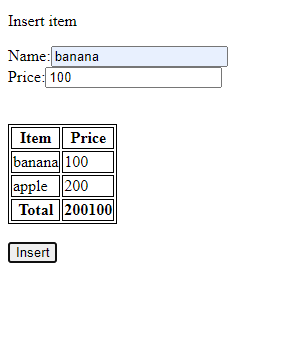 Insert item
Name: banana
Price: 100
Item Price
banana 100
apple 200
Total 200100
Insert